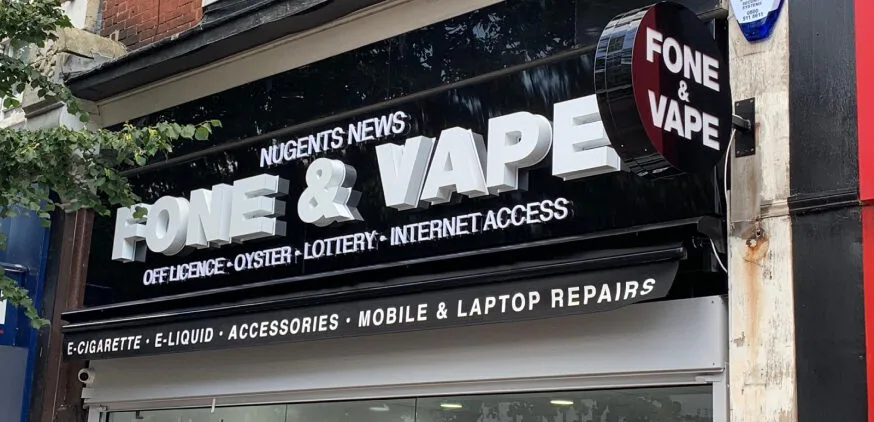 NUGENTS NEWS
FONE & VAPE
OFF LICENCE • OYSTER • LOTTERY • INTERNET ACCESS
E-CIGARETTE • E-LIQUID • ACCESSORIES • MOBILE & LAPTOP REPAIRS
FONE
&
VAPE